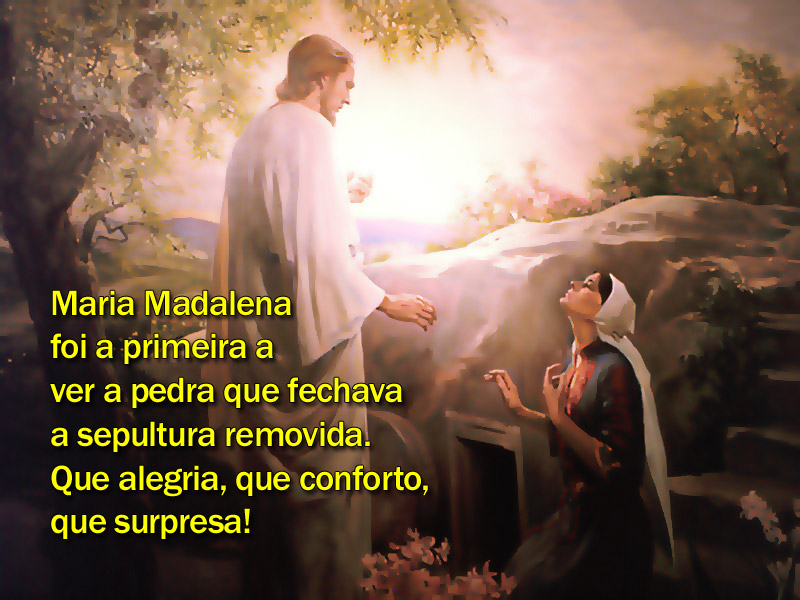 Maria Madalena
foi a primeira a
ver a pedra que fechava
a sepultura removida.
Que alegria, que conforto,
que surpresa!